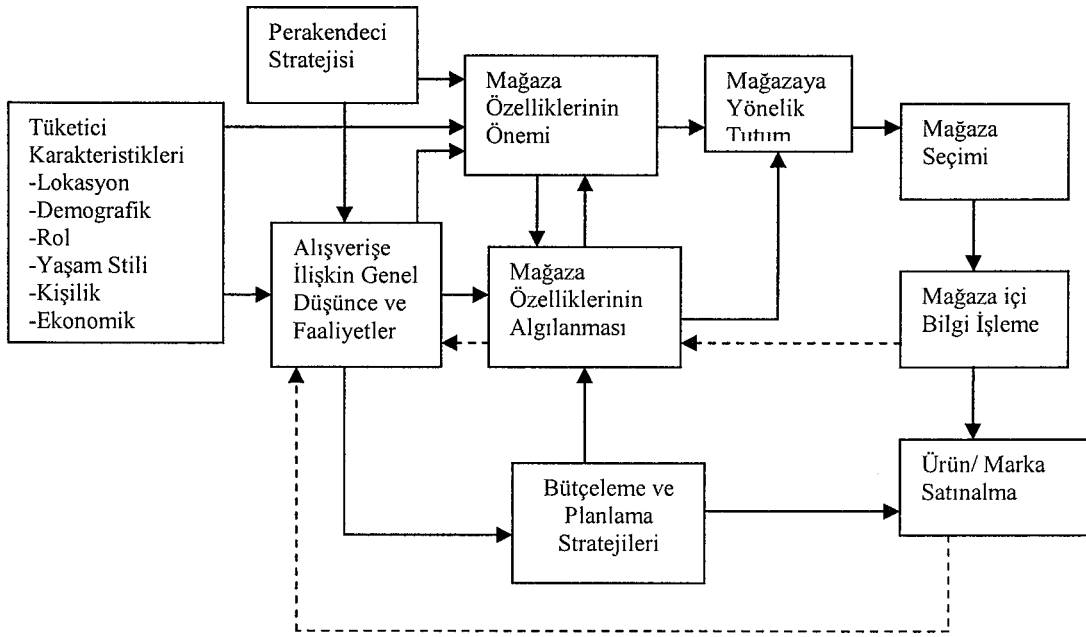 Perakendeci
Stratejisi
Mağaza
Özelliklerinin
Önemi
Mağazaya
Yönelik
Tutum
Mağaza
Seçimi
Tüketici
Karakteristikleri
-Lokasyon
-Demografik
-Rol
-Yaşam Stili
-Kişilik
-Ekonomik
Alışverişe
İlişkin Genel
Düşünce ve
Faaliyetler
Mağaza
Özelliklerinin
Algılanması
Mağaza içi
Bilgi İşleme
Bütçeleme ve
Planlama
Stratejileri
Ürün/ Marka
Satınalma